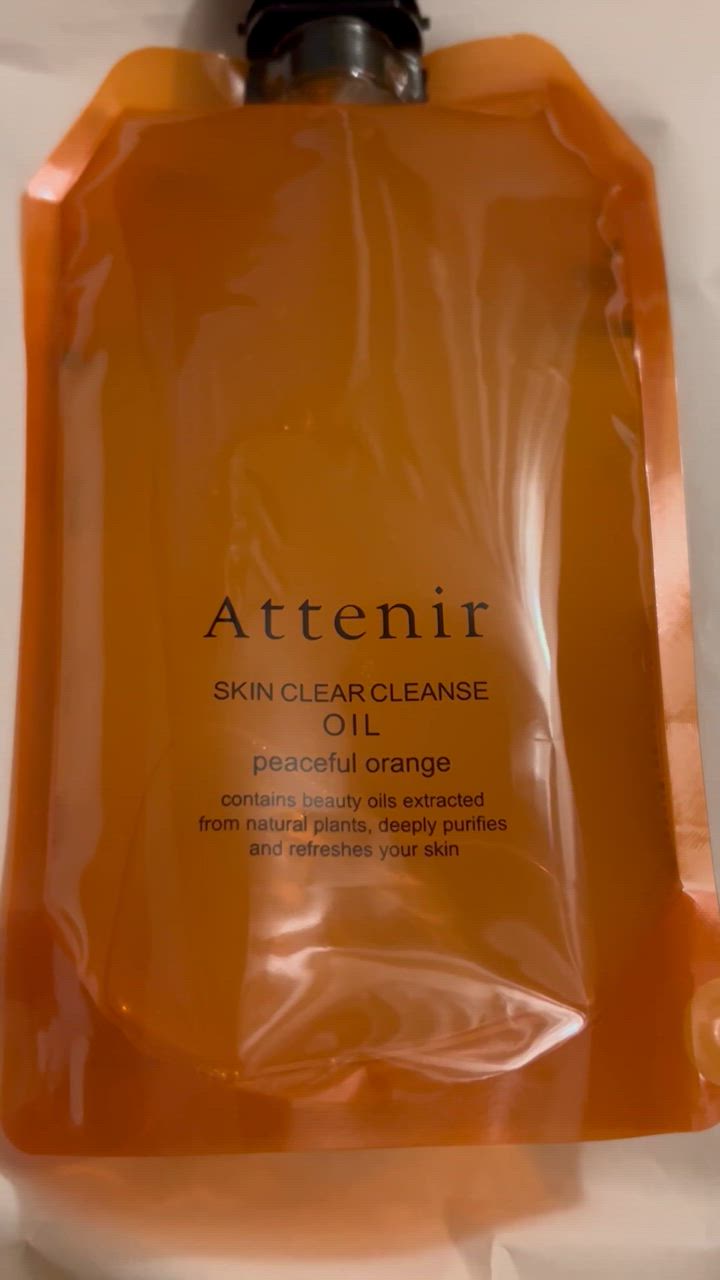 Attenir
SKIN CLEAR CLEANSE
OIL
peaceful orange
contains beauty oils extracted
from natural plants, deeply purifies
and refreshes your skin